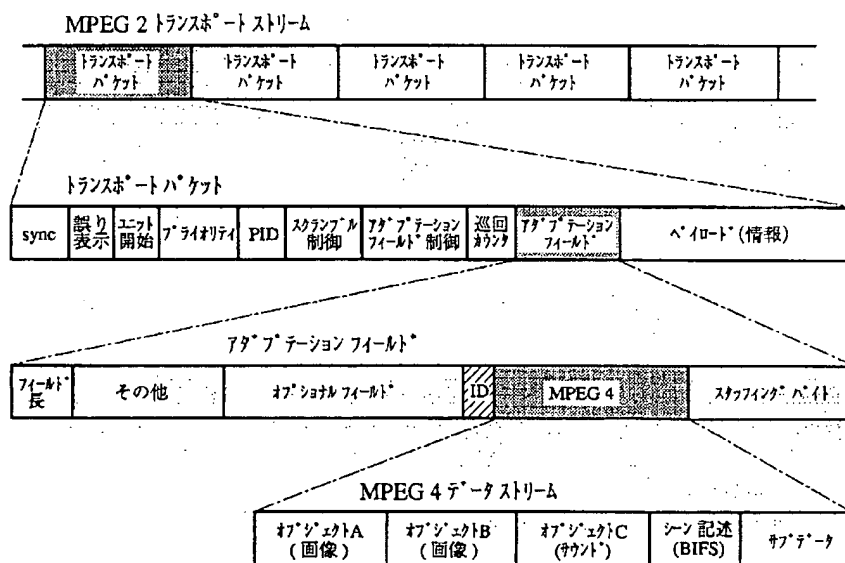 MPEG 2 ﾄﾗﾝｽﾎﾟｰﾄ ｽﾄﾘｰﾑ
ﾄﾗﾝｽﾎﾟｰﾄ
ﾊﾟｹｯﾄ
ﾄﾗﾝｽﾎﾟｰﾄ
ﾊﾟｹｯﾄ
ﾄﾗﾝｽﾎﾟｰﾄ
ﾊﾟｹｯﾄ
ﾄﾗﾝｽﾎﾟｰﾄ
ﾊﾟｹｯﾄ
ﾄﾗﾝｽﾎﾟｰﾄ
ﾊﾟｹｯﾄ
ﾄﾗﾝｽﾎﾟｰﾄ ﾊﾟｹｯﾄ
sync
誤り
表示
ﾕﾆｯﾄ
開始
ﾌﾟﾗｲｵﾘﾃｨ
PID
ｽｸﾗﾝﾌﾞﾙ
制御
ｱﾀﾞﾌﾟﾃｰｼｮﾝ
ﾌｨｰﾙﾄﾞ制御
巡回
ｶｳﾝﾀ
ｱﾀﾞﾌﾟﾃｰｼｮﾝ
ﾌｨｰﾙﾄﾞ
ﾍﾟｲﾛｰﾄﾞ(情報)
ｱﾀﾞﾌﾟﾃｰｼｮﾝ ﾌｨｰﾙﾄﾞ
ﾌｨｰﾙﾄﾞ
長
その他
ｵﾌﾟｼｮﾅﾙ ﾌｨｰﾙﾄﾞ
ID
MPEG 4
ｽﾀｯﾌｨﾝｸﾞ ﾊﾞｲﾄ
MPEG 4 ﾃﾞｰﾀ ｽﾄﾘｰﾑ
ｵﾌﾞｼﾞｪｸﾄA
(画像)
ｵﾌﾞｼﾞｪｸﾄB
(画像)
ｵﾌﾞｼﾞｪｸﾄC
(ｻｳﾝﾄﾞ)
ｼｰﾝ 記述
(BIFS)
ｻﾌﾞﾃﾞｰﾀ